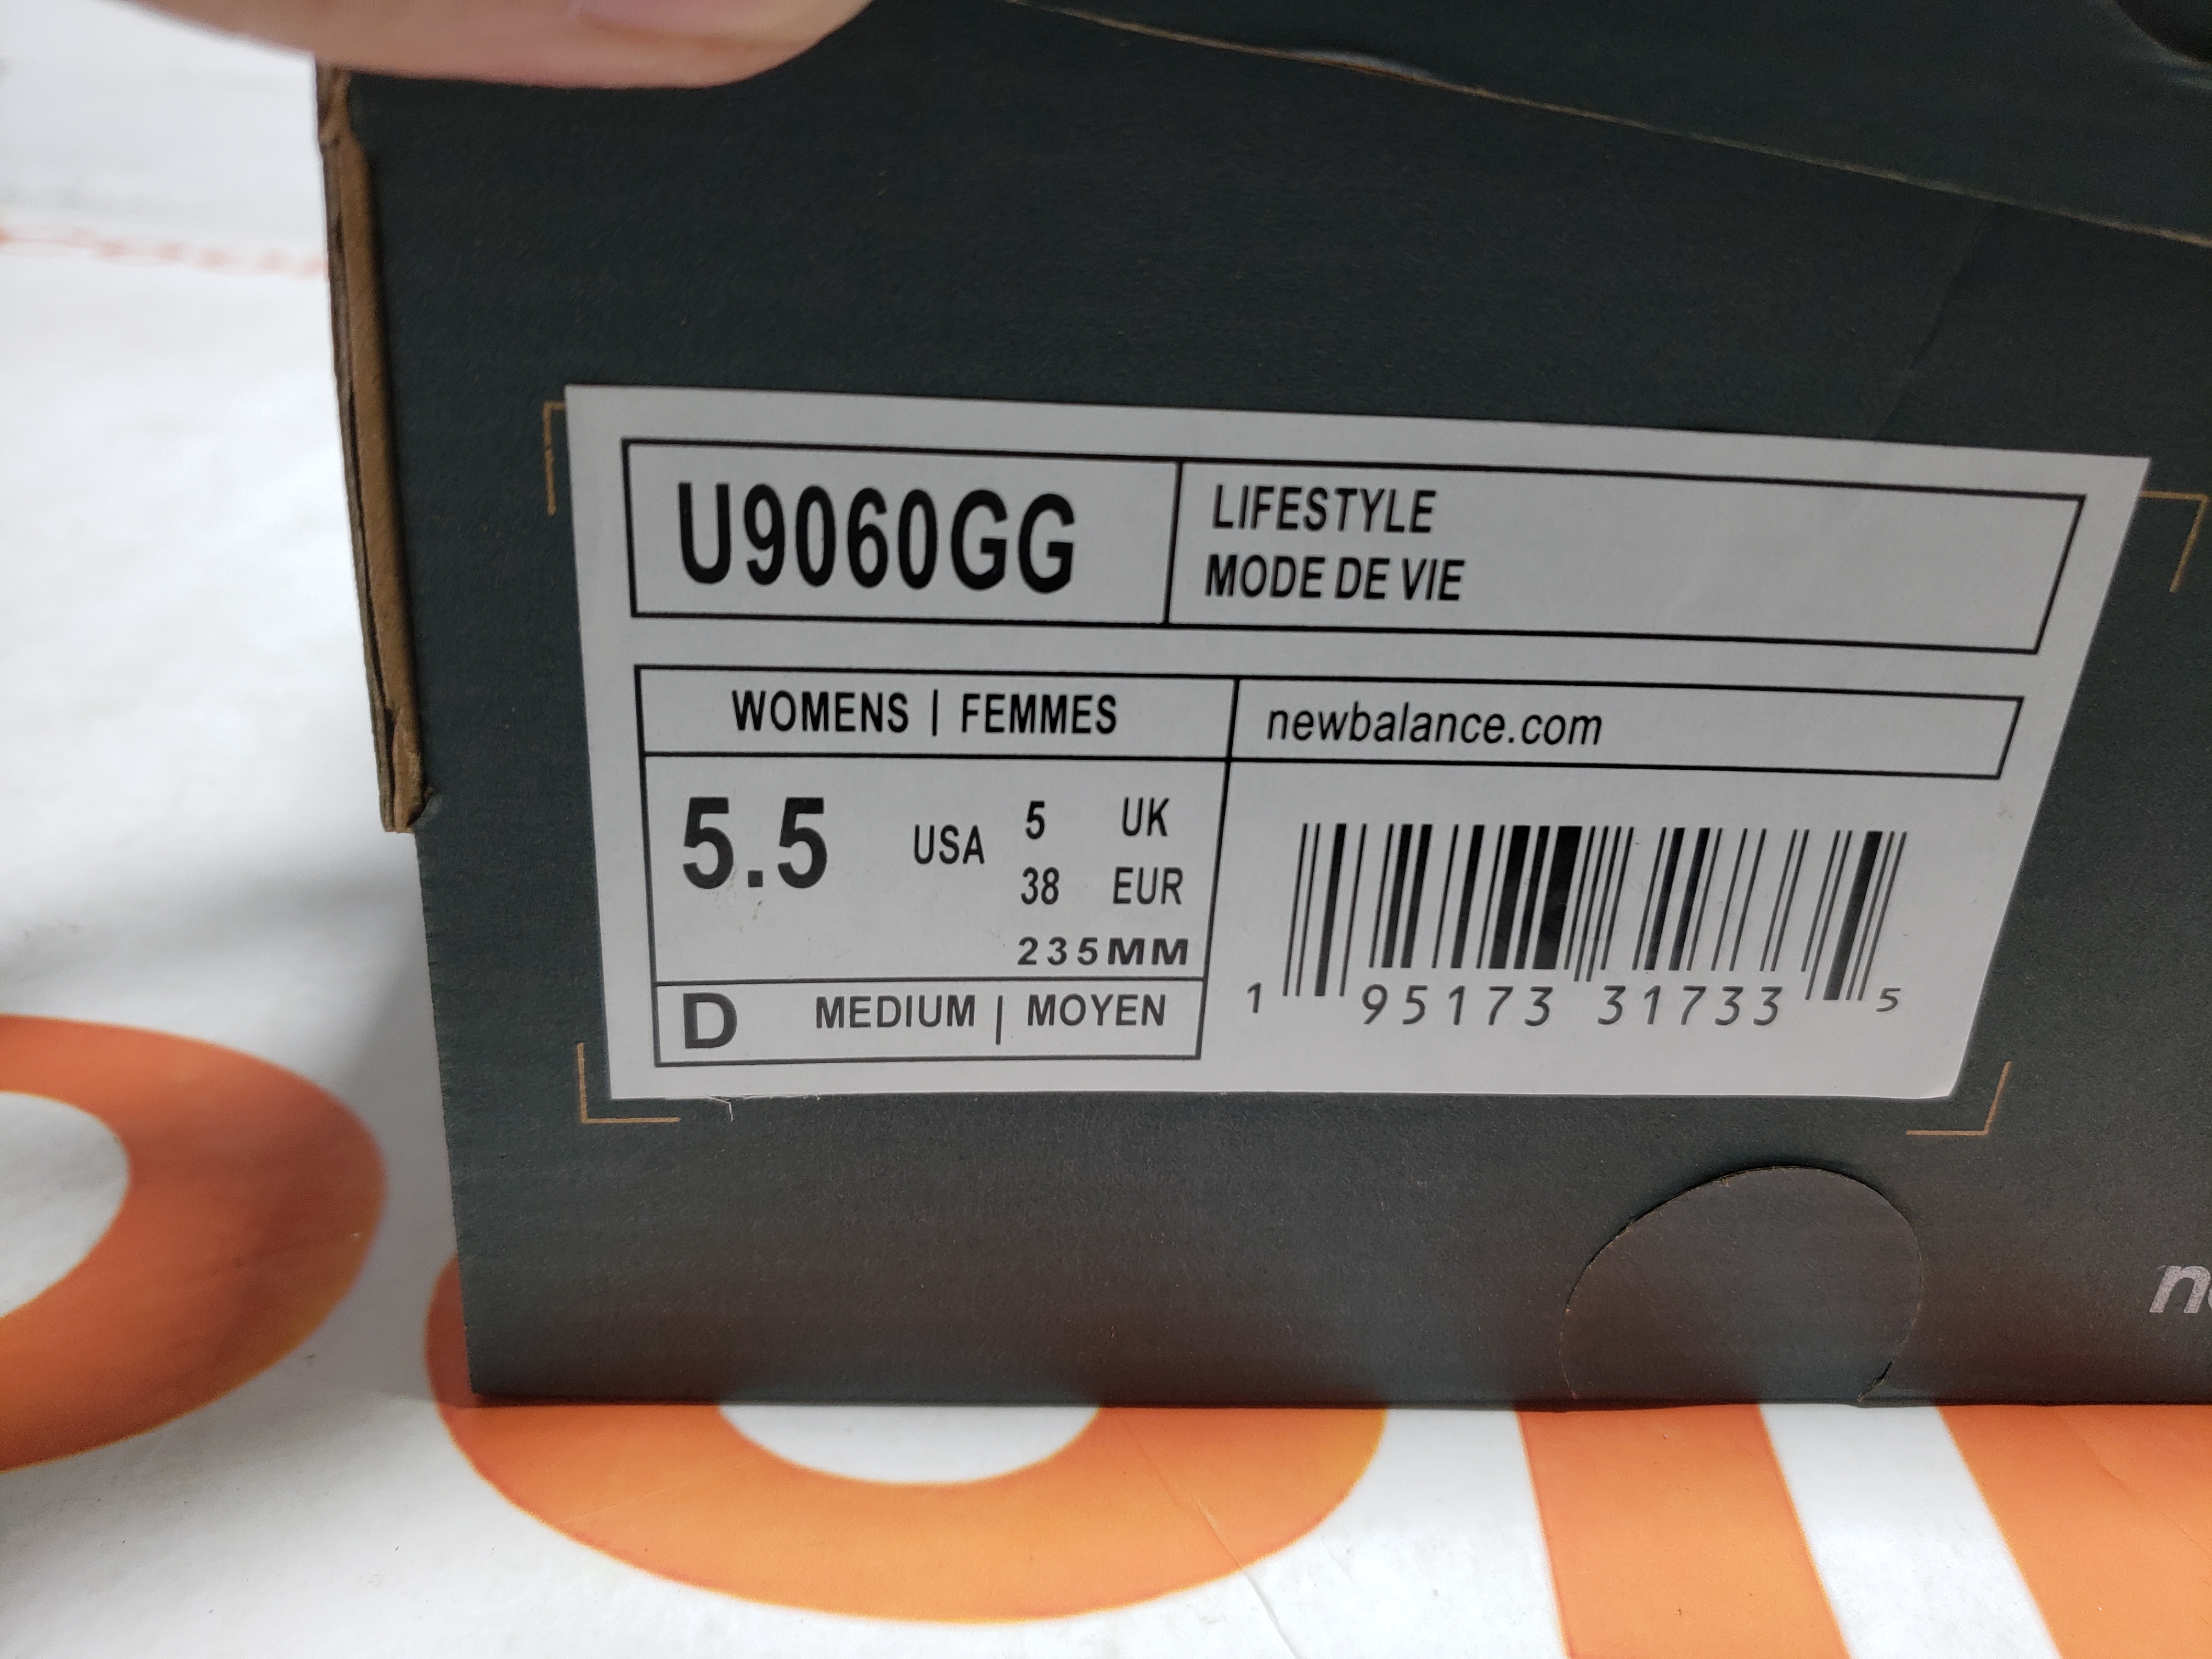 U9060GG
LIFESTYLE
MODE DE VIE
WOMENS | FEMMES
newbalance.com
5.5 USA
5 UK
38 EUR
235MM
D MEDIUM | MOYEN
1 95173 31733 5